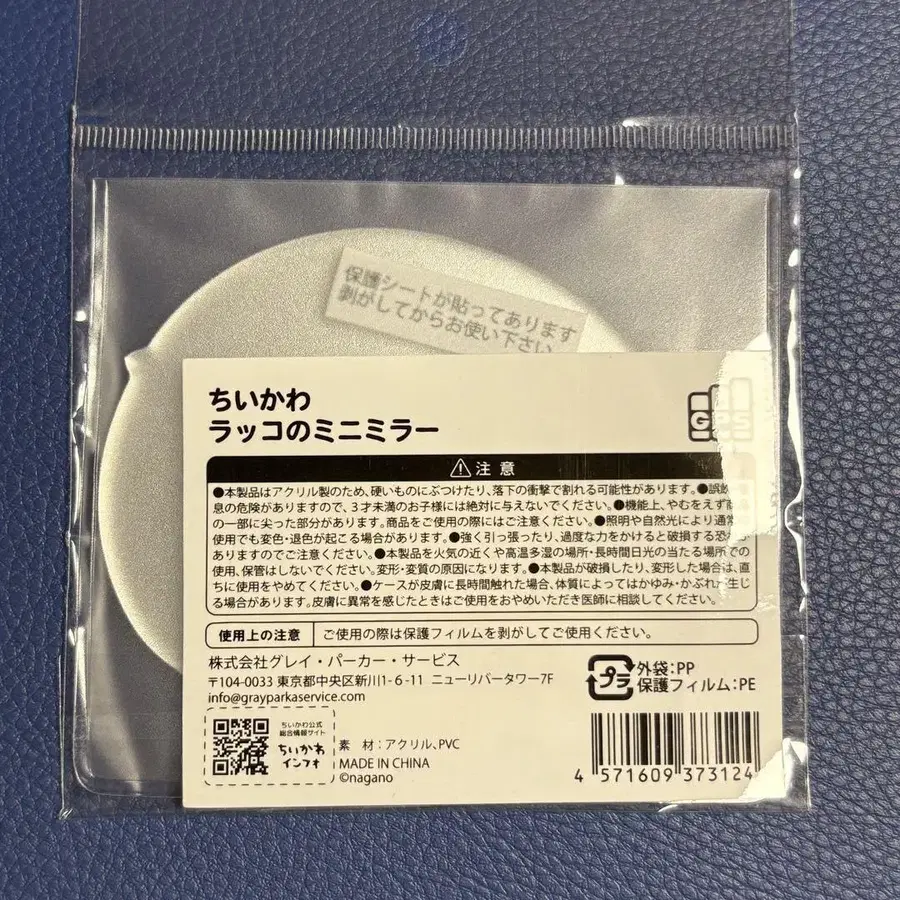 保護シートが貼ってあります
剥がしてからお使い下さい
ちいかわ
ラッコのミニミラー
GPS
注意
●本製品はアクリル製のため、硬いものにぶつけたり、落下の衝撃で割れる可能性があります。●誤飲
息の危険がありますので、3才未満のお子様には絶対に与えないでください。●機能上、やむをえず
の一部に尖った部分があります。商品をご使用の際にはご注意ください。●照明や自然光により通常
使用でも変色・退色が起こる場合があります。●強く引っ張ったり、過度な力をかけると破損する恐
ありますのでご注意ください。●本製品を火気の近くや高温多湿の場所・長時間日光の当たる場所での
使用、保管はしないでください。変形・変質の原因になります。●本製品が破損したり、変形した場合は、直
ちに使用をやめてください。●ケースが皮膚に長時間触れた場合、体質によってはかゆみ・かぶれが生じ
る場合があります。皮膚に異常を感じたときはご使用をおやめいただき医師に相談してください。
使用上の注意 ご使用の際は保護フィルムを剥がしてご使用ください。
株式会社グレイ・パーカー・サービス
〒104-0033 東京都中央区新川1-6-11 ニューリバータワー7F
info@grayparkaservice.com
プラ
外袋:PP
保護フィルム:PE
ちいかわ公式
総合情報サイト
ちいかわ
インフォ
素 材:アクリル、PVC
MADE IN CHINA
©nagano
4 571609 373124